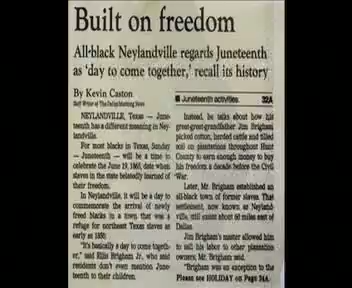 Built on freedom
All-black Neylandville regards Juneteenth
as 'day to come together,' recall its history
By Kevin Caston
Staff Writer of The Dallas Morning News
Juneteenth activities. 32A
NEYLANDVILLE, Texas — June-
teenth has a different meaning in Ney-
landville.
For most blacks in Texas, Sunday
— Juneteenth — will be a time to
celebrate the June 19, 1865, date when
slaves in the state belatedly learned of
their freedom.
In Neylandville, it will be a day to
commemorate the arrival of newly
freed blacks in a town that was a
refuge for northeast Texas slaves as
early as
"It's basically a day to come togeth-
er," said Ellis Brigham Jr., who said
residents don't even mention June-
teenth to their children.
Instead, he talks about how his
great-great-grandfather Jim Brigham
picked cotton, herded cattle and tilled
soil on plantations throughout Hunt
County to earn enough money to buy
his freedom a decade before the Civil
War.
Later, Mr. Brigham established an
all-black town of former slaves. That
settlement, now known as Neyland-
ville, still exists about 60 miles east of
Dallas.
Jim Brigham's master allowed him
to sell his labor to other plantation
owners, Mr. Brigham said.
"Brigham was an exception to the
Please see HOLIDAY on Page 34A.